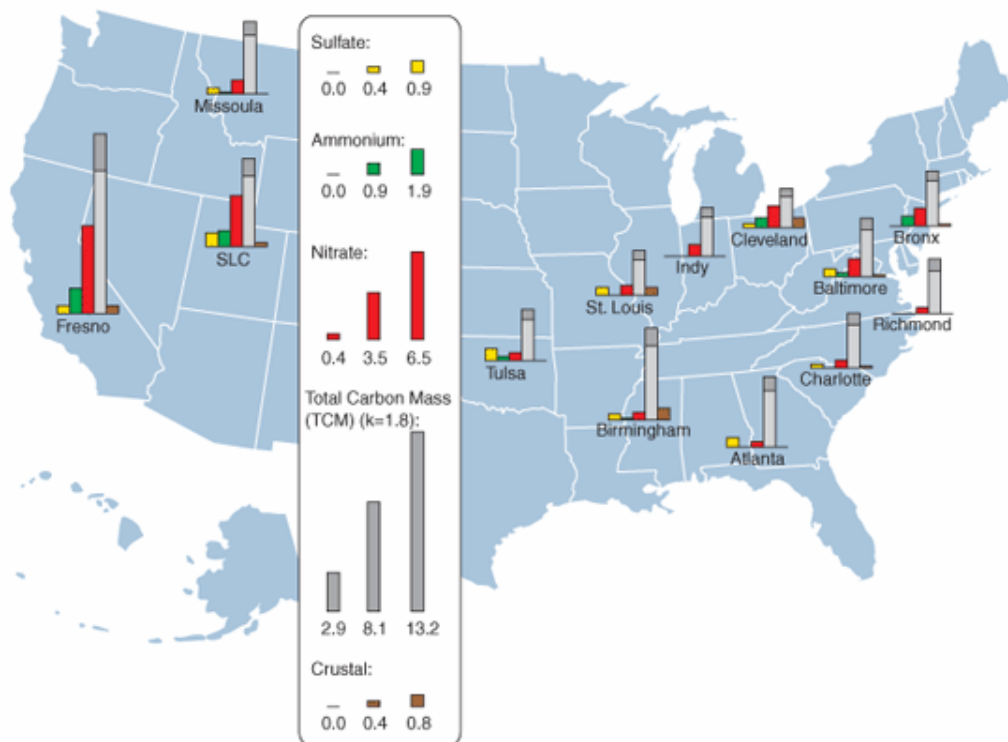 Sulfate:
0.0 0.4 0.9
Ammonium:
0.0 0.9 1.9
Nitrate:
0.4 3.5 6.5
Total Carbon Mass
(TCM) (k=1.8):
2.9 8.1 13.2
Crustal:
0.0 0.4 0.8
Missoula
SLC
Fresno
Tulsa
St. Louis
Birmingham
Indy
Cleveland
Atlanta
Charlotte
Baltimore
Richmond
Bronx